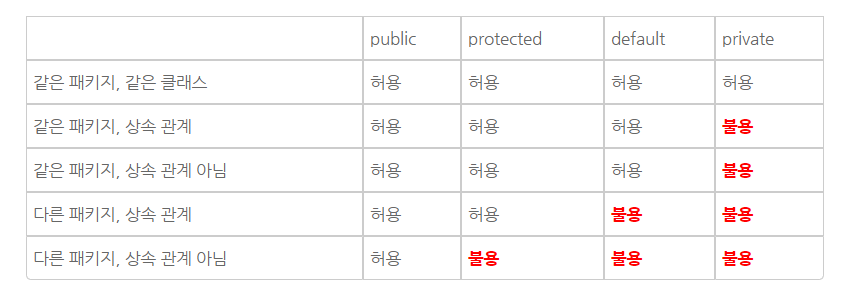 public protected default private
같은 패키지, 같은 클래스 허용 허용 허용 허용
같은 패키지, 상속 관계 허용 허용 허용 불용
같은 패키지, 상속 관계 아님 허용 허용 허용 불용
다른 패키지, 상속 관계 허용 허용 불용 불용
다른 패키지, 상속 관계 아님 허용 불용 불용 불용